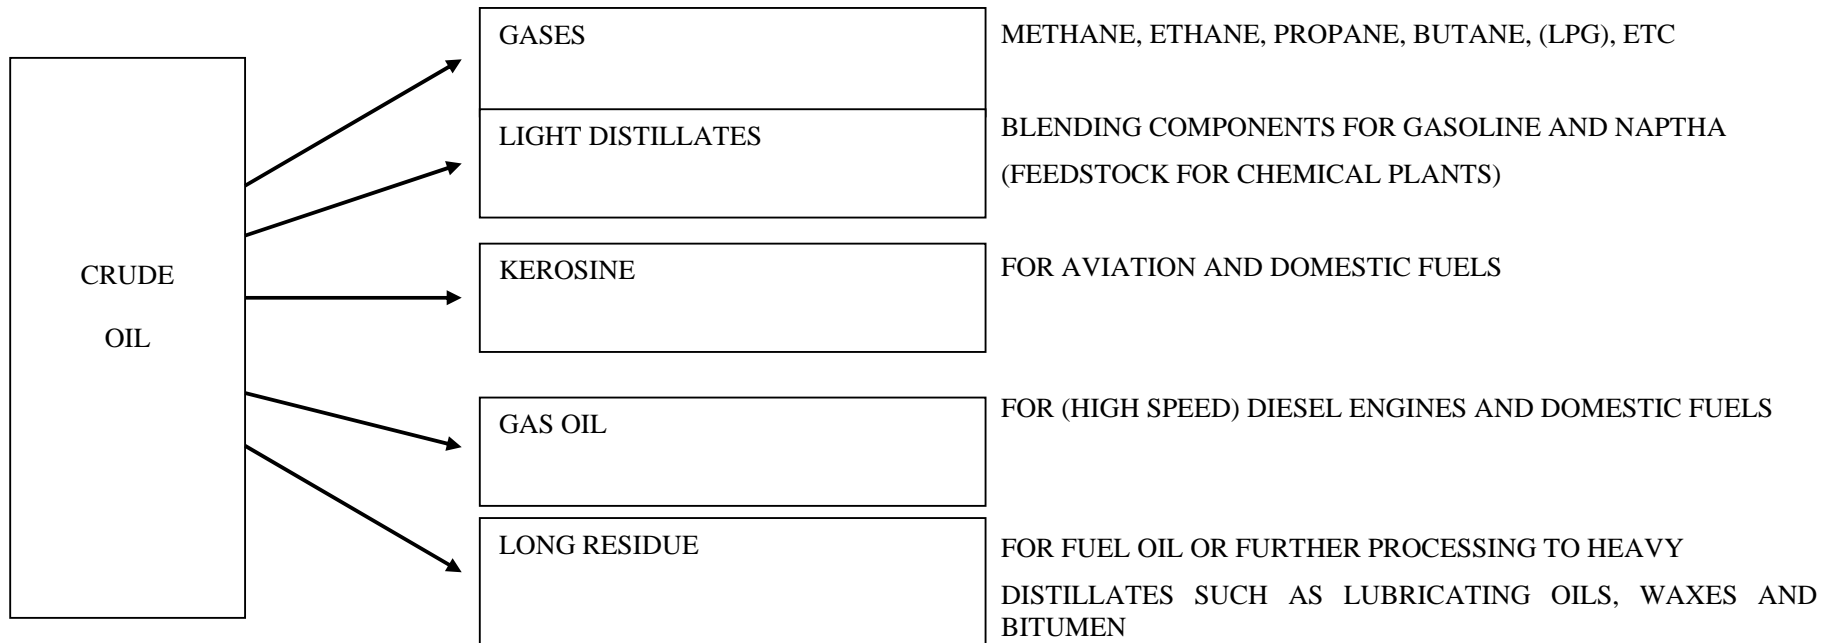 GASES
METHANE, ETHANE, PROPANE, BUTANE, (LPG), ETC
LIGHT DISTILLATES
BLENDING COMPONENTS FOR GASOLINE AND NAPTHA
(FEEDSTOCK FOR CHEMICAL PLANTS)
CRUDE
OIL
KEROSINE
FOR AVIATION AND DOMESTIC FUELS
GAS OIL
FOR (HIGH SPEED) DIESEL ENGINES AND DOMESTIC FUELS
LONG RESIDUE
FOR FUEL OIL OR FURTHER PROCESSING TO HEAVY
DISTILLATES SUCH AS LUBRICATING OILS, WAXES AND
BITUMEN